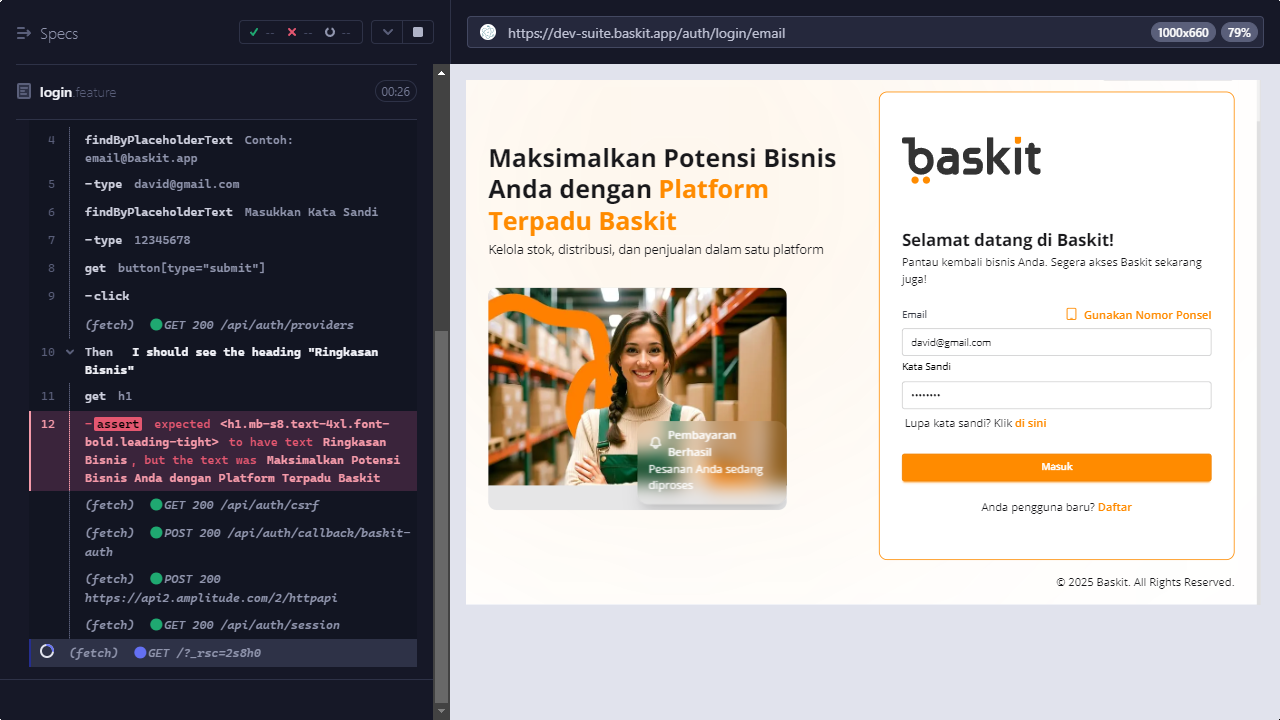 Specs
--
--
--
https://dev-suite.baskit.app/auth/login/email
1000x660
79%
login feature
00:26
4 findByPlaceholderText Contoh:
email@baskit.app
5 -type david@gmail.com
6 findByPlaceholderText Masukkan Kata Sandi
7 -type 12345678
8 get button[type="submit"]
9 -click
(fetch) GET 200 /api/auth/providers
10 Then I should see the heading "Ringkasan
Bisnis"
11 get h1
12 -assert expected <h1.mb-s8.text-4xl.font-
bold.leading-tight> to have text Ringkasan
Bisnis, but the text was Maksimalkan Potensi
Bisnis Anda dengan Platform Terpadu Baskit
(fetch) GET 200 /api/auth/csrf
(fetch) POST 200 /api/auth/callback/baskit-
auth
(fetch) POST 200
https://api2.amplitude.com/2/httpapi
(fetch) GET 200 /api/auth/session
(fetch) GET /?_rsc=2s8h0
Maksimalkan Potensi Bisnis
Anda dengan Platform
Terpadu Baskit
Kelola stok, distribusi, dan penjualan dalam satu platform
Pembayaran
Berhasil
Pesanan Anda sedang
diproses
baskit
Selamat datang di Baskit!
Pantau kembali bisnis Anda. Segera akses Baskit sekarang
juga!
Email
Gunakan Nomor Ponsel
david@gmail.com
Kata Sandi
••••••••
Lupa kata sandi? Klik di sini
Masuk
Anda pengguna baru? Daftar
© 2025 Baskit. All Rights Reserved.